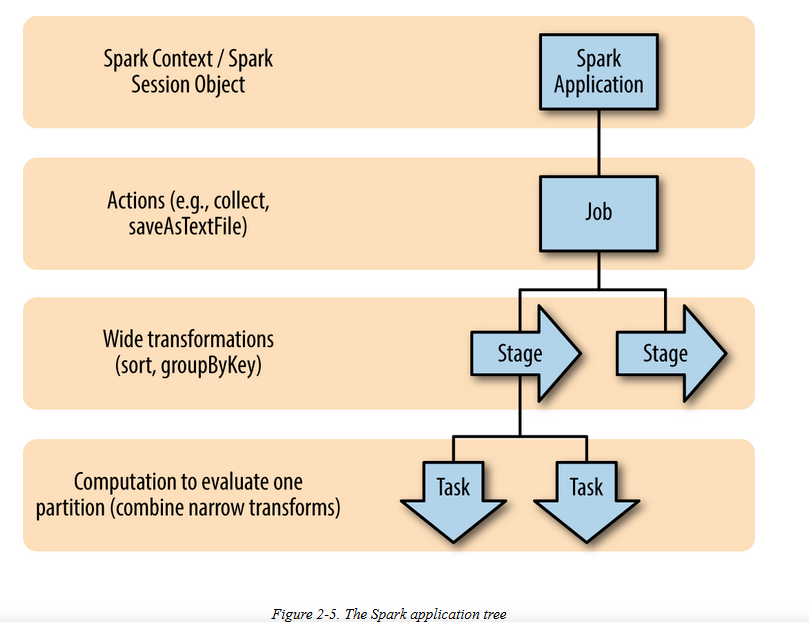 Spark Context / Spark
Session Object
Spark
Application
Actions (e.g., collect,
saveAsTextFile)
Job
Wide transformations
(sort, groupByKey)
Stage
Stage
Computation to evaluate one
partition (combine narrow transforms)
Task
Task
Figure 2-5. The Spark application tree